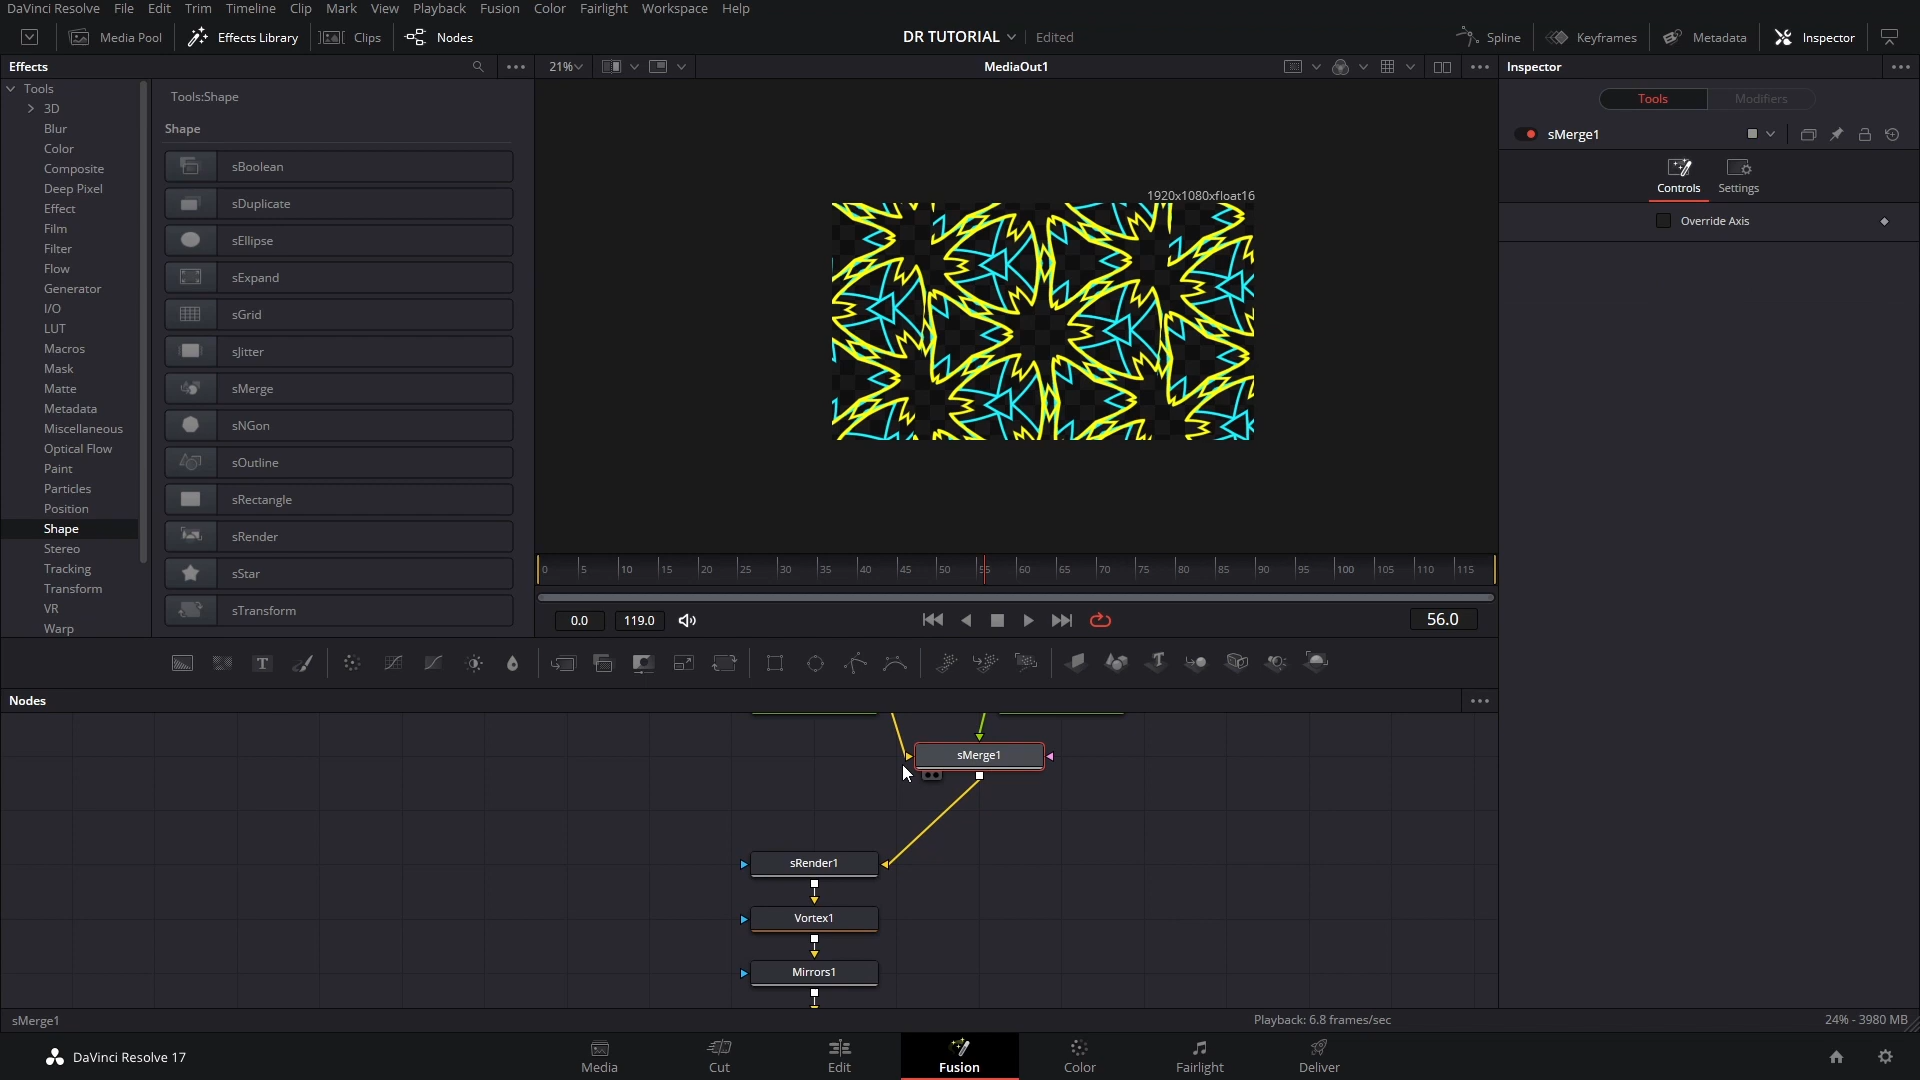 DaVinci Resolve File Edit Trim Timeline Clip Mark View Playback Fusion Color Fairlight Workspace Help
Media Pool Effects Library Clips Nodes DR TUTORIAL Edited Spline Keyframes Metadata Inspector
Effects 21% MediaOut1 Inspector
Tools
3D
Blur
Color
Composite
Deep Pixel
Effect
Film
Filter
Flow
Generator
I/O
LUT
Macros
Mask
Matte
Metadata
Miscellaneous
Optical Flow
Paint
Particles
Position
Shape
Stereo
Tracking
Transform
VR
Warp
Tools:Shape
Shape
sBoolean
sDuplicate
sEllipse
sExpand
sGrid
sJitter
sMerge
sNGon
sOutline
sRectangle
sRender
sStar
sTransform
1920x1080xfloat16
0 5 10 15 20 25 30 35 40 45 50 55 60 65 70 75 80 85 90 95 100 105 110 115
0.0 119.0 56.0
Tools Modifiers
sMerge1
Controls Settings
Override Axis
Nodes
sMerge1
sRender1
Vortex1
Mirrors1
sMerge1 Playback: 6.8 frames/sec 24% - 3980 MB
DaVinci Resolve 17 Media Cut Edit Fusion Color Fairlight Deliver